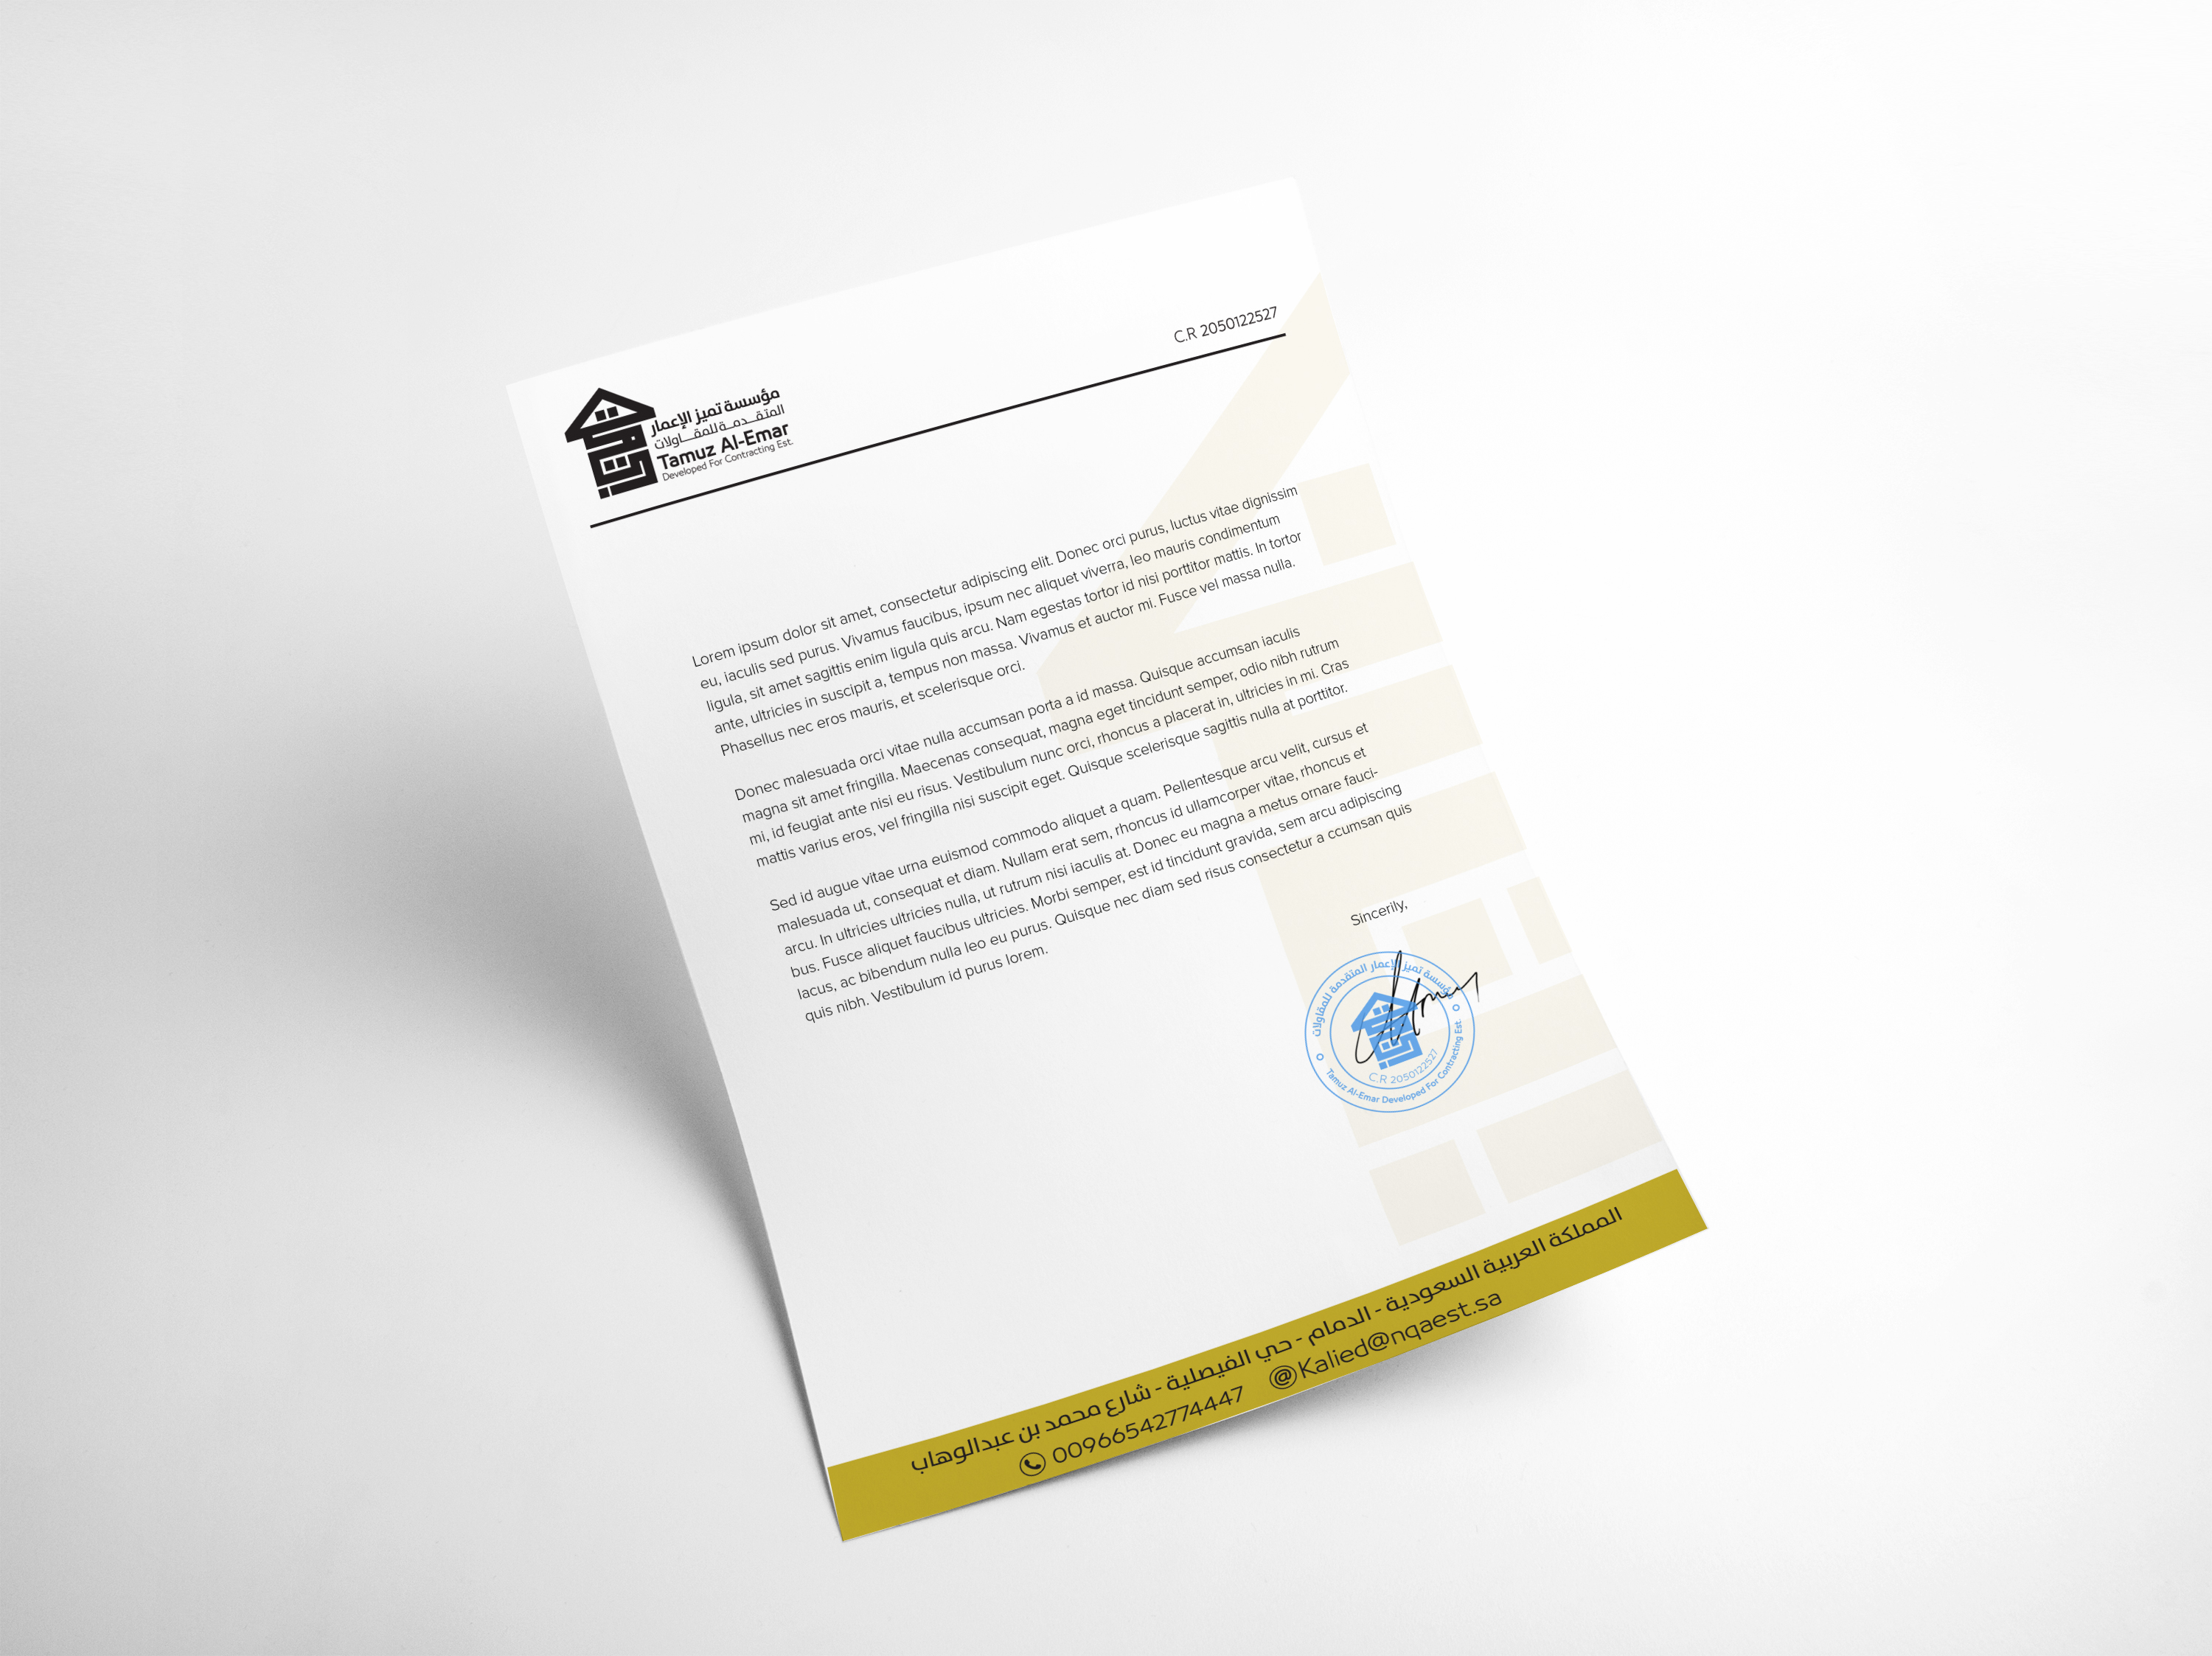 C.R 2050122527
مؤسسة تميز الإعمار
المتقدمة للمقاولات
Tamuz Al-Emar
Developed For Contracting Est.
Lorem ipsum dolor sit amet, consectetur adipiscing elit. Donec orci purus, luctus vitae dignissim
eu, iaculis sed purus. Vivamus faucibus, ipsum nec aliquet viverra, leo mauris condimentum
ligula, sit amet sagittis enim ligula quis arcu. Nam egestas tortor id nisi porttitor mattis. In tortor
ante, ultricies in suscipit a, tempus non massa. Vivamus et auctor mi. Fusce vel massa nulla.
Phasellus nec eros mauris, et scelerisque orci.
Donec malesuada orci vitae nulla accumsan porta a id massa. Quisque accumsan iaculis
magna sit amet fringilla. Maecenas consequat, magna eget tincidunt semper, odio nibh rutrum
mi, id feugiat ante nisi eu risus. Vestibulum nunc orci, rhoncus a placerat in, ultricies in mi. Cras
mattis varius eros, vel fringilla nisi suscipit eget. Quisque scelerisque sagittis nulla at porttitor.
Sed id augue vitae urna euismod commodo aliquet a quam. Pellentesque arcu velit, cursus et
malesuada ut, consequat et diam. Nullam erat sem, rhoncus id ullamcorper vitae, rhoncus et
arcu. In ultricies ultricies nulla, ut rutrum nisi iaculis at. Donec eu magna a metus ornare fauci-
bus. Fusce aliquet faucibus ultricies. Morbi semper, est id tincidunt gravida, sem arcu adipiscing
lacus, ac bibendum nulla leo eu purus. Quisque nec diam sed risus consectetur a ccumsan quis
quis nibh. Vestibulum id purus lorem.
Sincerily,
مؤسسة تميز الإعمار المتقدمة للمقاولات
C.R 2050122527
Tamuz Al-Emar Developed For Contracting Est.
المملكة العربية السعودية - الدمام - حي الفيصلية - شارع محمد بن عبدالوهاب
00966542774447 @Kalied@nqaest.sa